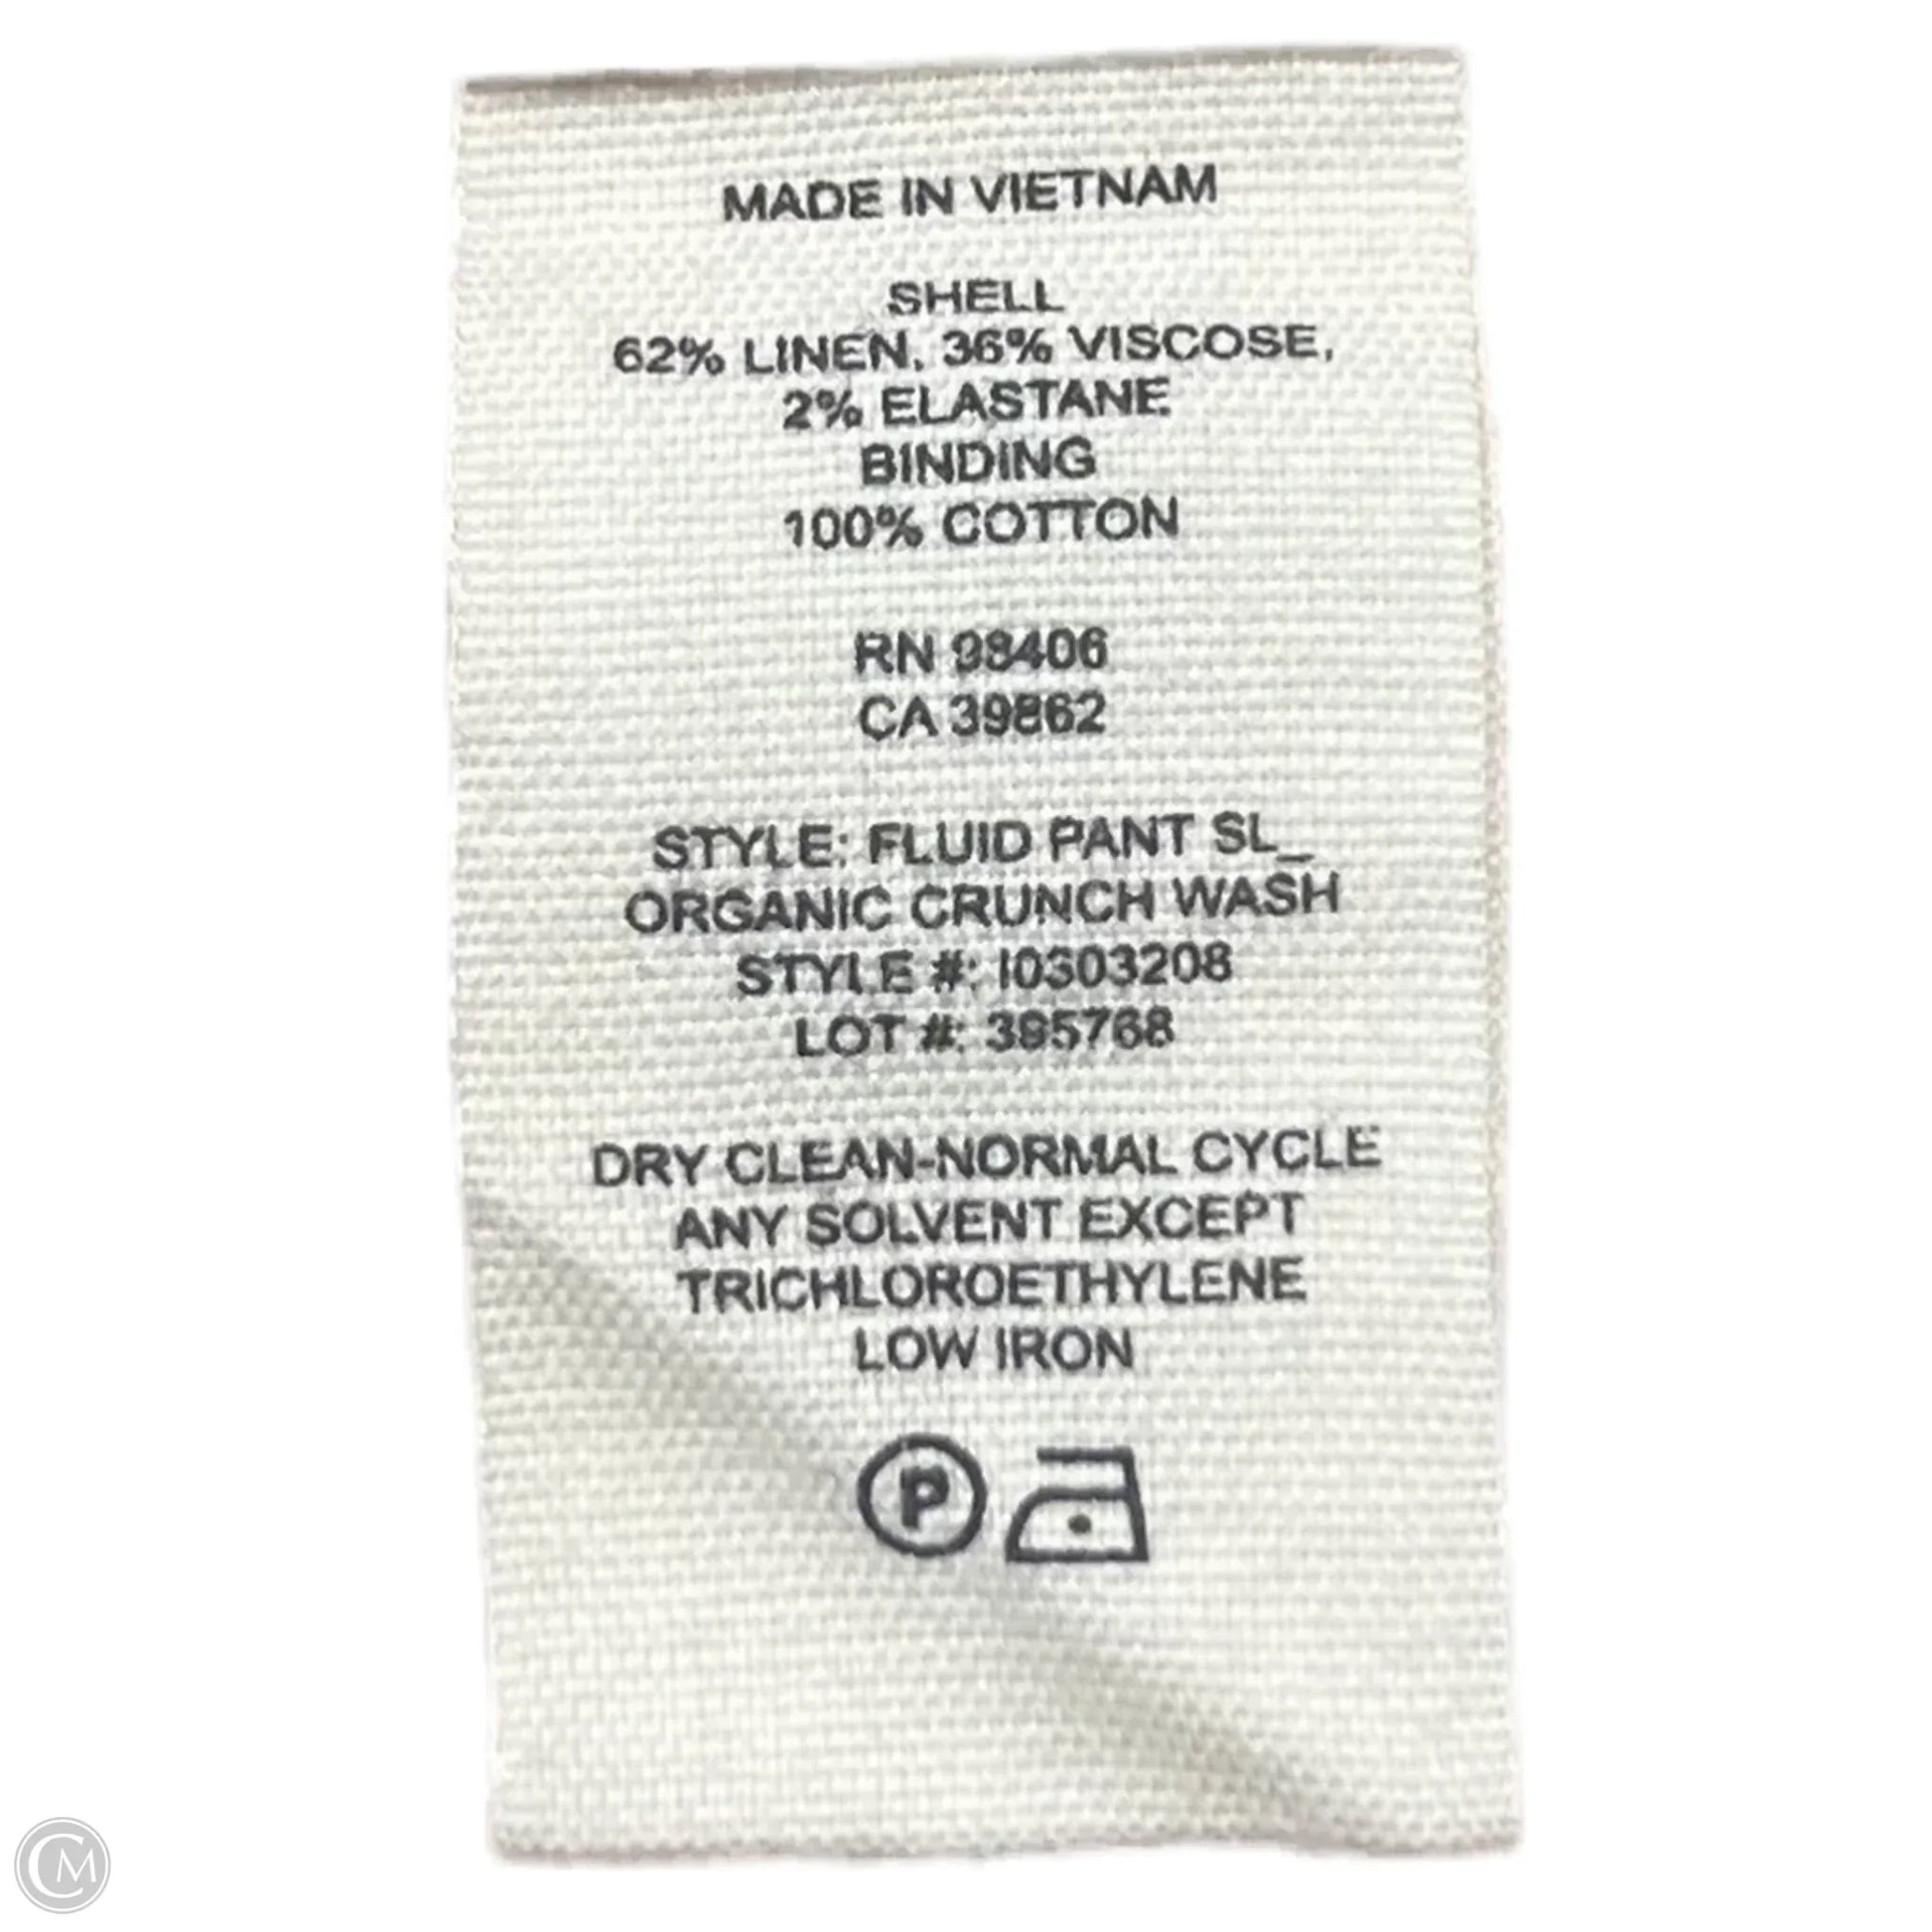 MADE IN VIETNAM
SHELL
62% LINEN, 36% VISCOSE,
2% ELASTANE
BINDING
100% COTTON
RN 98406
CA 39862
STYLE: FLUID PANT SL_
ORGANIC CRUNCH WASH
STYLE #: I0303208
LOT #: 395768
DRY CLEAN-NORMAL CYCLE
ANY SOLVENT EXCEPT
TRICHLOROETHYLENE
LOW IRON
P
CM